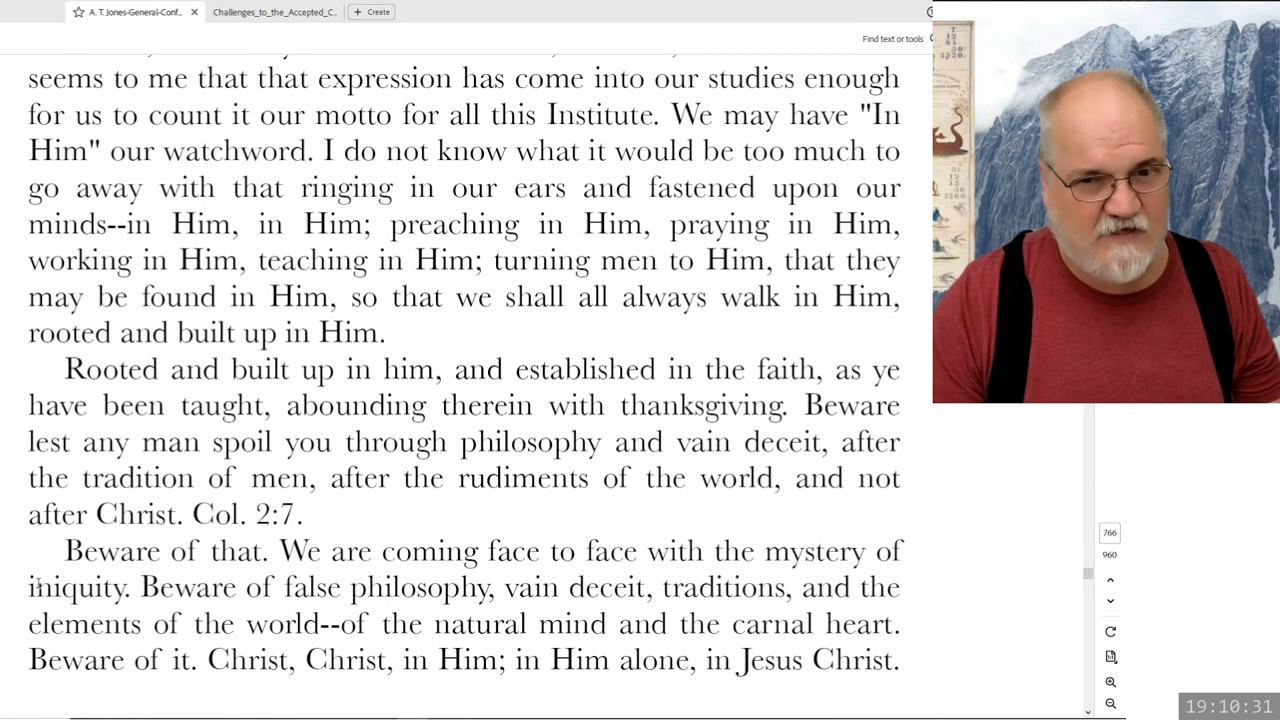 A. T. Jones-General-Conf...
Challenges_to_the_Accepted_C...
+ Create
Find text or tools
seems to me that that expression has come into our studies enough
for us to count it our motto for all this Institute. We may have "In
Him" our watchword. I do not know what it would be too much to
go away with that ringing in our ears and fastened upon our
minds--in Him, in Him; preaching in Him, praying in Him,
working in Him, teaching in Him; turning men to Him, that they
may be found in Him, so that we shall all always walk in Him,
rooted and built up in Him.
Rooted and built up in him, and established in the faith, as ye
have been taught, abounding therein with thanksgiving. Beware
lest any man spoil you through philosophy and vain deceit, after
the tradition of men, after the rudiments of the world, and not
after Christ. Col. 2:7.
Beware of that. We are coming face to face with the mystery of
iniquity. Beware of false philosophy, vain deceit, traditions, and the
elements of the world--of the natural mind and the carnal heart.
Beware of it. Christ, Christ, in Him; in Him alone, in Jesus Christ.
766
960
19:10:31